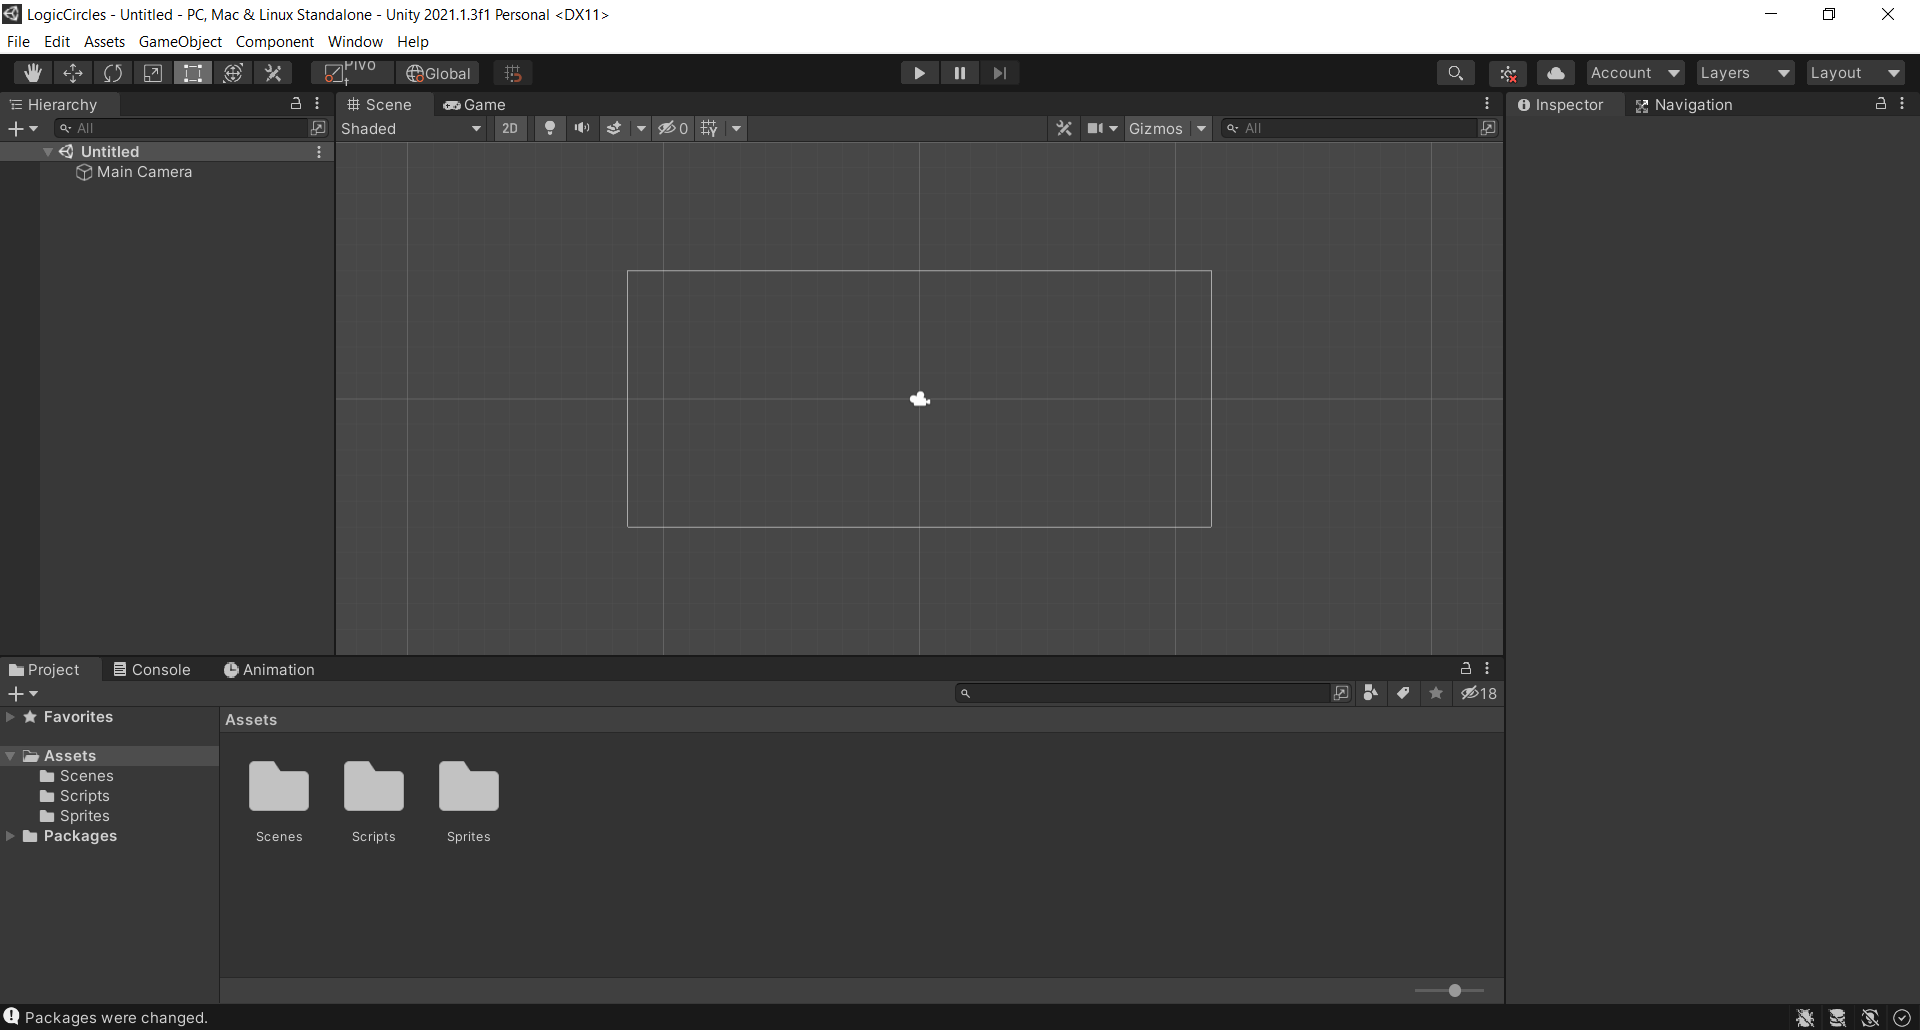 LogicCircles - Untitled - PC, Mac & Linux Standalone - Unity 2021.1.3f1 Personal <DX11>
File Edit Assets GameObject Component Window Help
Pivot Global Account Layers Layout
Hierarchy Scene Game Inspector Navigation
All Shaded 2D 0 Gizmos All
Untitled
Main Camera
Project Console Animation
18
Favorites Assets
Assets
Scenes
Scripts
Sprites
Packages
Scenes Scripts Sprites
Packages were changed.